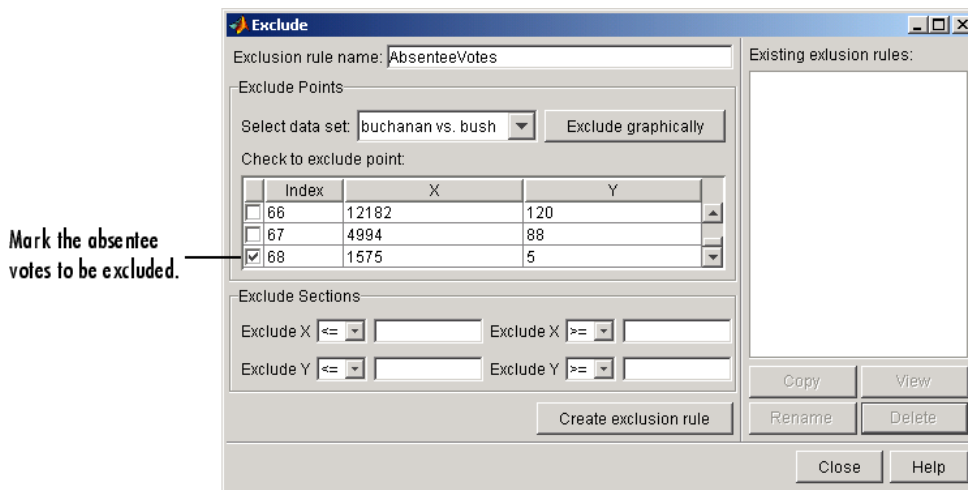 Exclude
Exclusion rule name: AbsenteeVotes
Existing exlusion rules:
Exclude Points
Select data set: buchanan vs. bush Exclude graphically
Check to exclude point:
Index X Y
66 12182 120
67 4994 88
68 1575 5
Mark the absentee
votes to be excluded.
Exclude Sections
Exclude X <= Exclude X >=
Exclude Y <= Exclude Y >=
Copy View
Create exclusion rule Rename Delete
Close Help